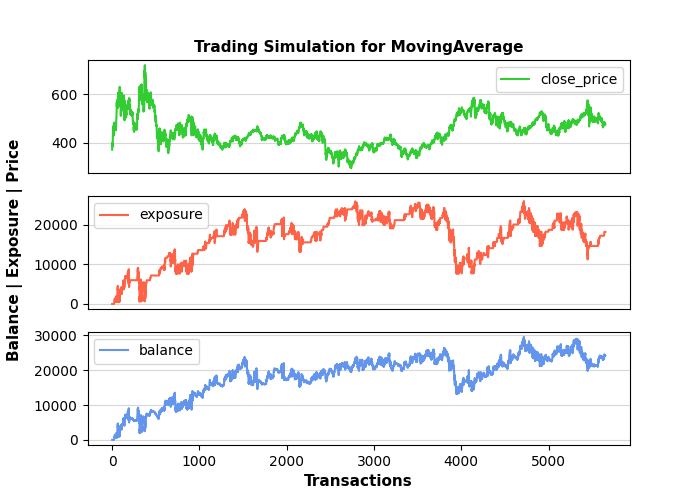 Trading Simulation for MovingAverage
close_price
600
400
exposure
20000
10000
0
balance
30000
20000
10000
0
0 1000 2000 3000 4000 5000
Transactions
Balance | Exposure | Price